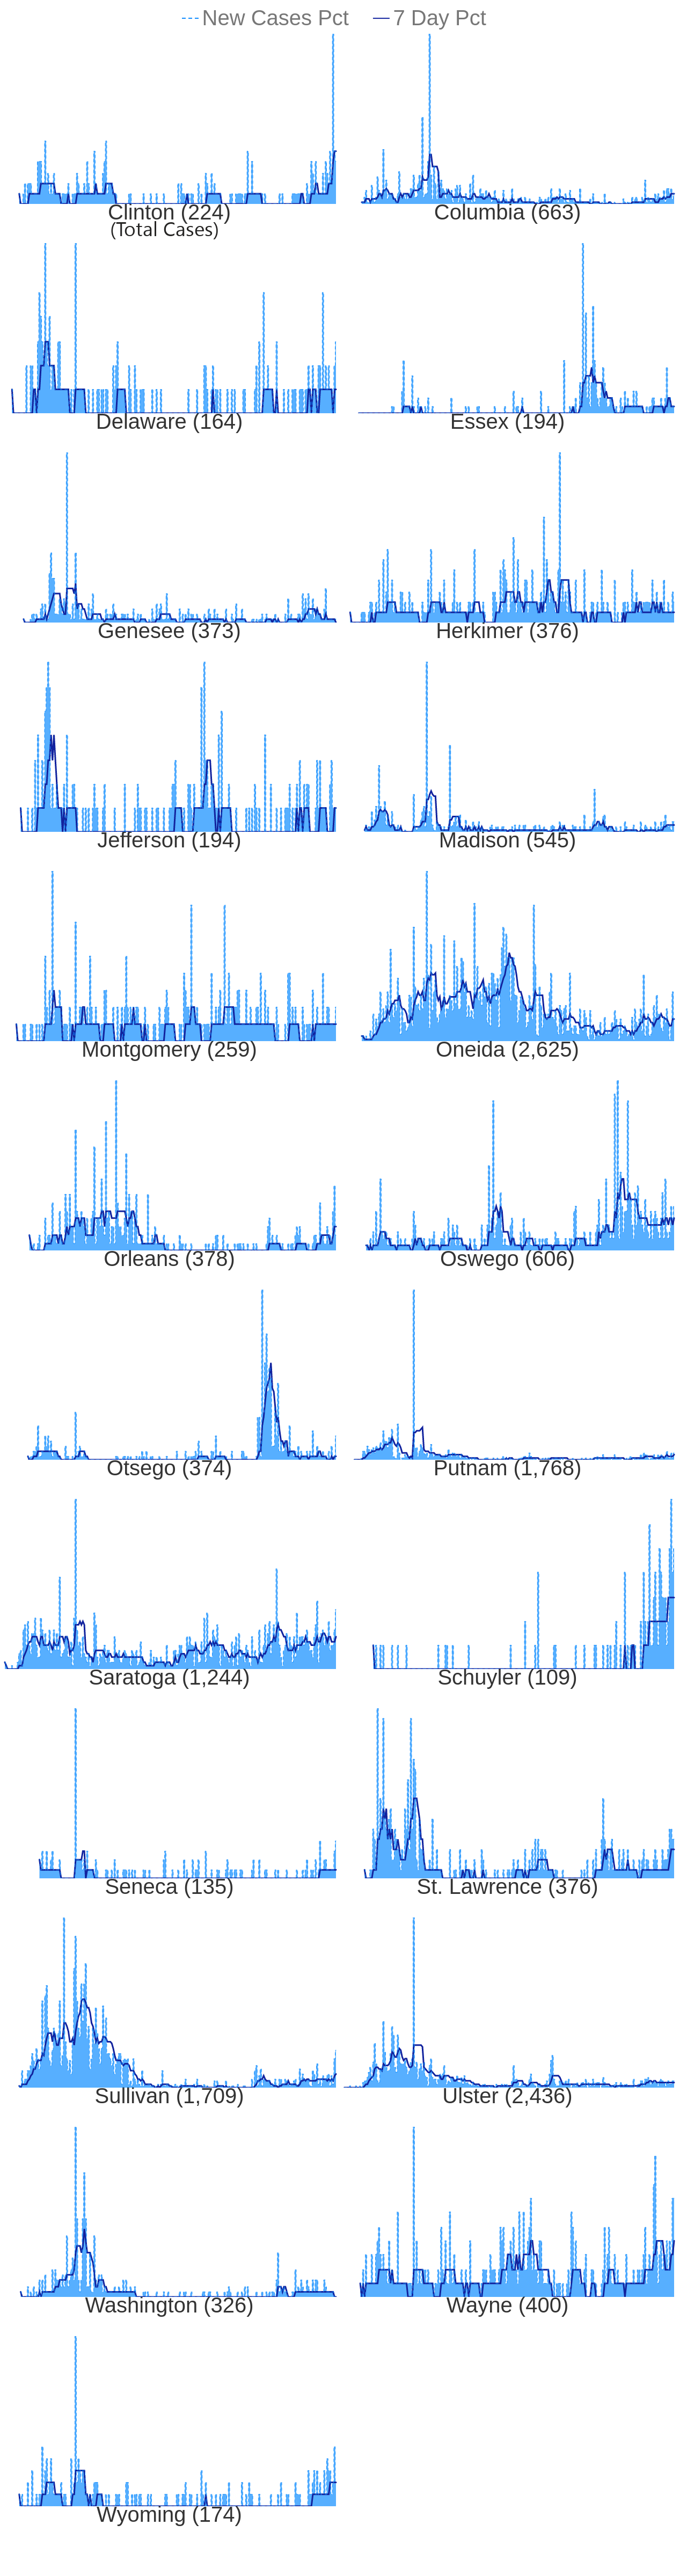 New Cases Pct 7 Day Pct
Clinton (224) Columbia (663)
(Total Cases)
Delaware (164) Essex (194)
Genesee (373) Herkimer (376)
Jefferson (194) Madison (545)
Montgomery (259) Oneida (2,625)
Orleans (378) Oswego (606)
Otsego (374) Putnam (1,768)
Saratoga (1,244) Schuyler (109)
Seneca (135) St. Lawrence (376)
Sullivan (1,709) Ulster (2,436)
Washington (326) Wayne (400)
Wyoming (174)